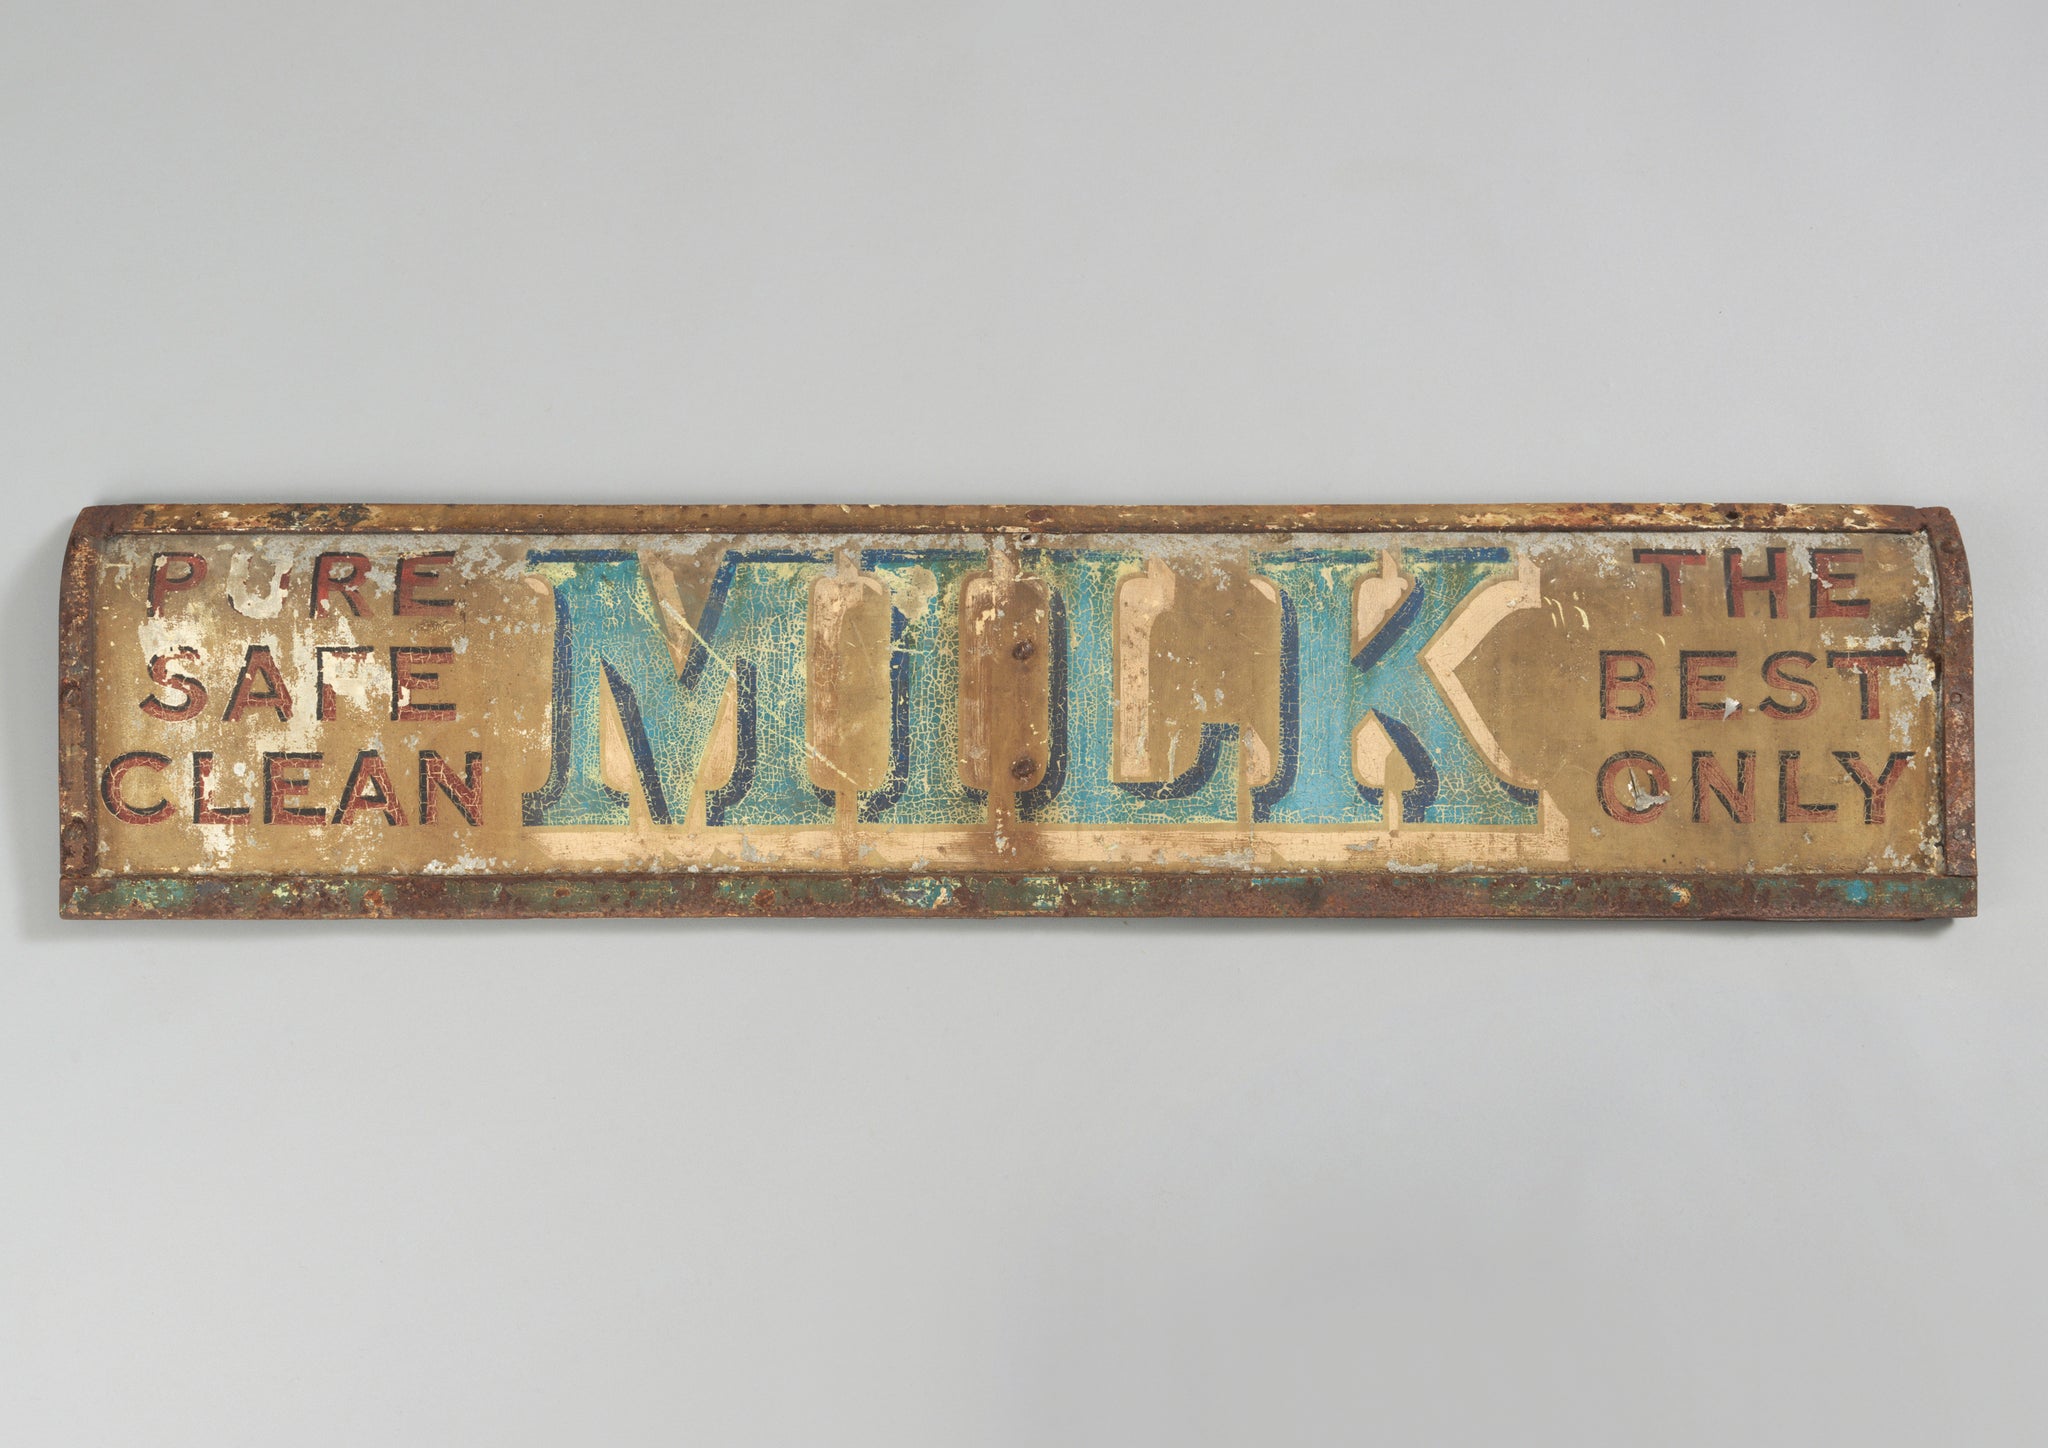 PURE
SAFE
CLEAN
MILK
THE
BEST
ONLY